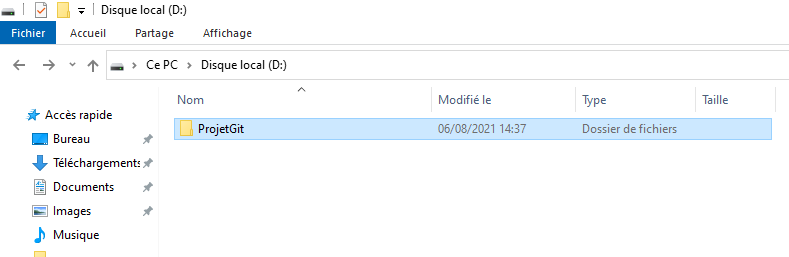 Disque local (D:)
Fichier Accueil Partage Affichage
Ce PC > Disque local (D:)
Nom Modifié le Type Taille
Accès rapide
ProjetGit 06/08/2021 14:37 Dossier de fichiers
Bureau
Téléchargements
Documents
Images
Musique